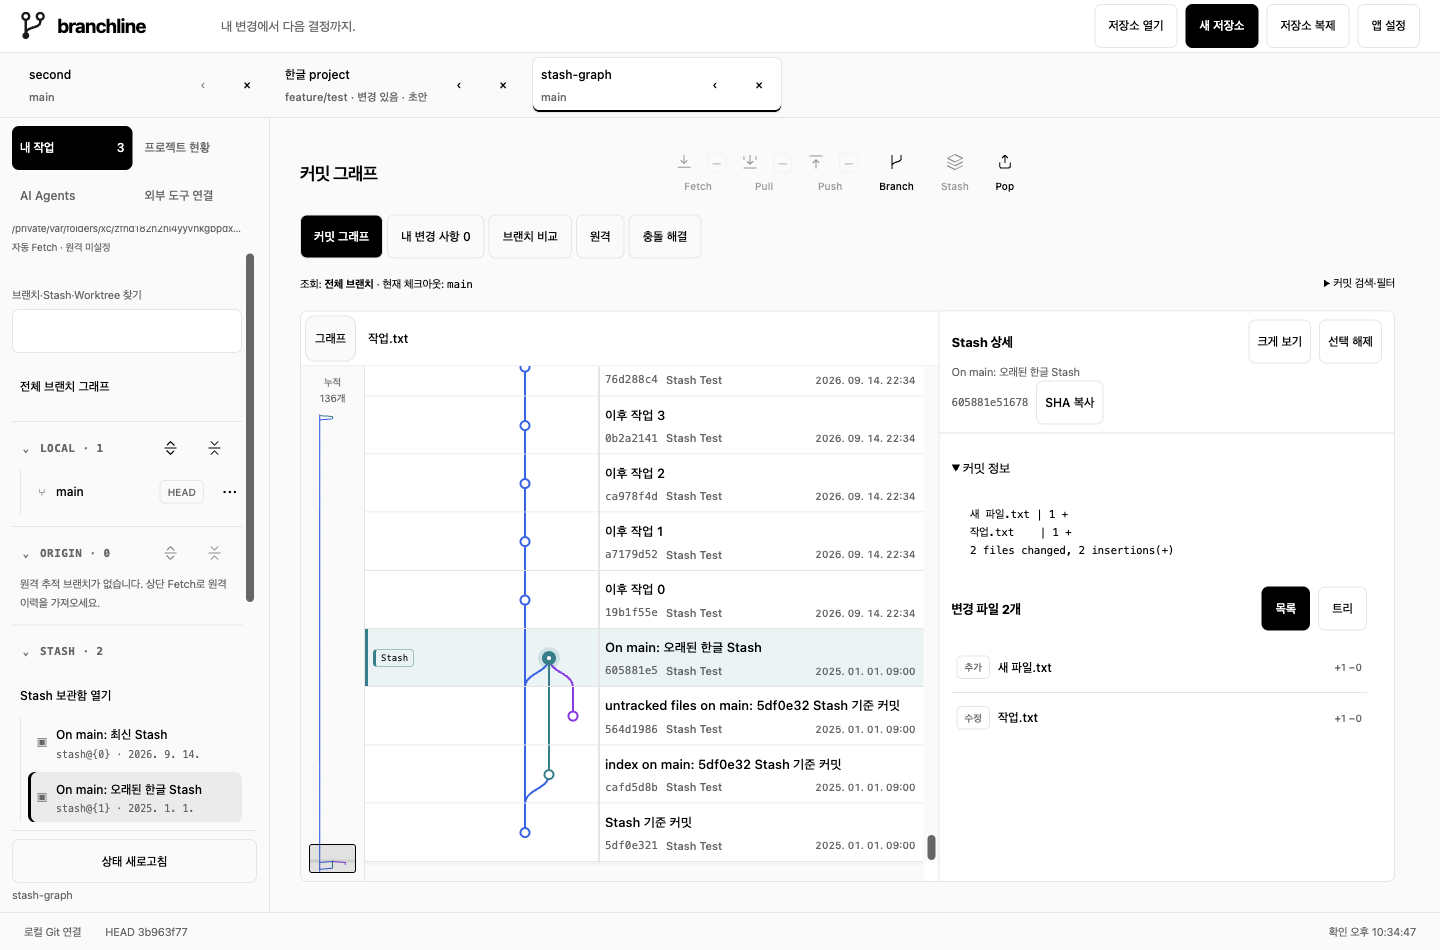 branchline
내 변경에서 다음 결정까지.
저장소 열기
새 저장소
저장소 복제
앱 설정
second
main
‹
×
한글 project
feature/test · 변경 있음 · 초안
‹
×
stash-graph
main
‹
×
내 작업 3
프로젝트 현황
AI Agents
외부 도구 연결
자동 Fetch · 원격 미설정
브랜치·Stash·Worktree 찾기
전체 브랜치 그래프
LOCAL · 1
main
HEAD
···
ORIGIN · 0
원격 추적 브랜치가 없습니다. 상단 Fetch로 원격
이력을 가져오세요.
STASH · 2
Stash 보관함 열기
On main: 최신 Stash
stash@{0} · 2026. 9. 14.
On main: 오래된 한글 Stash
stash@{1} · 2025. 1. 1.
상태 새로고침
stash-graph
커밋 그래프
Fetch
Pull
Push
Branch
Stash
Pop
커밋 그래프
내 변경 사항 0
브랜치 비교
원격
충돌 해결
조회: 전체 브랜치 · 현재 체크아웃: main
▶ 커밋 검색·필터
그래프
작업.txt
누적
136개
76d288c4 Stash Test 2026. 09. 14. 22:34
이후 작업 3
0b2a2141 Stash Test 2026. 09. 14. 22:34
이후 작업 2
ca978f4d Stash Test 2026. 09. 14. 22:34
이후 작업 1
a7179d52 Stash Test 2026. 09. 14. 22:34
이후 작업 0
19b1f55e Stash Test 2026. 09. 14. 22:34
Stash
On main: 오래된 한글 Stash
605881e5 Stash Test 2025. 01. 01. 09:00
untracked files on main: 5df0e32 Stash 기준 커밋
564d1986 Stash Test 2025. 01. 01. 09:00
index on main: 5df0e32 Stash 기준 커밋
cafd5d8b Stash Test 2025. 01. 01. 09:00
Stash 기준 커밋
5df0e321 Stash Test 2025. 01. 01. 09:00
Stash 상세
크게 보기
선택 해제
On main: 오래된 한글 Stash
605881e51678
SHA 복사
▼ 커밋 정보
새 파일.txt | 1 +
작업.txt | 1 +
2 files changed, 2 insertions(+)
변경 파일 2개
목록
트리
추가 새 파일.txt +1 −0
수정 작업.txt +1 −0
로컬 Git 연결
HEAD 3b963f77
확인 오후 10:34:47